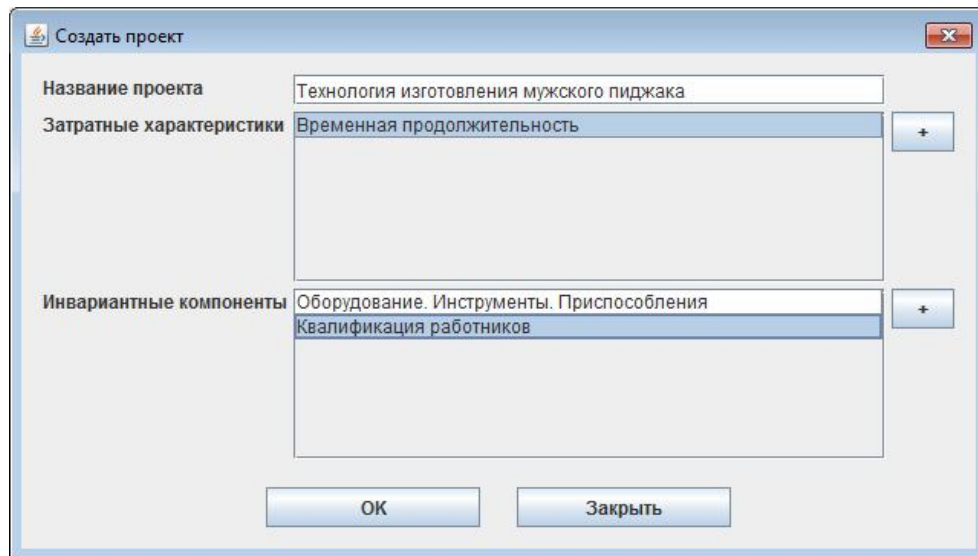 Создать проект
Название проекта Технология изготовления мужского пиджака
Затратные характеристики Временная продолжительность +
Инвариантные компоненты Оборудование. Инструменты. Приспособления +
Квалификация работников
OK Закрыть